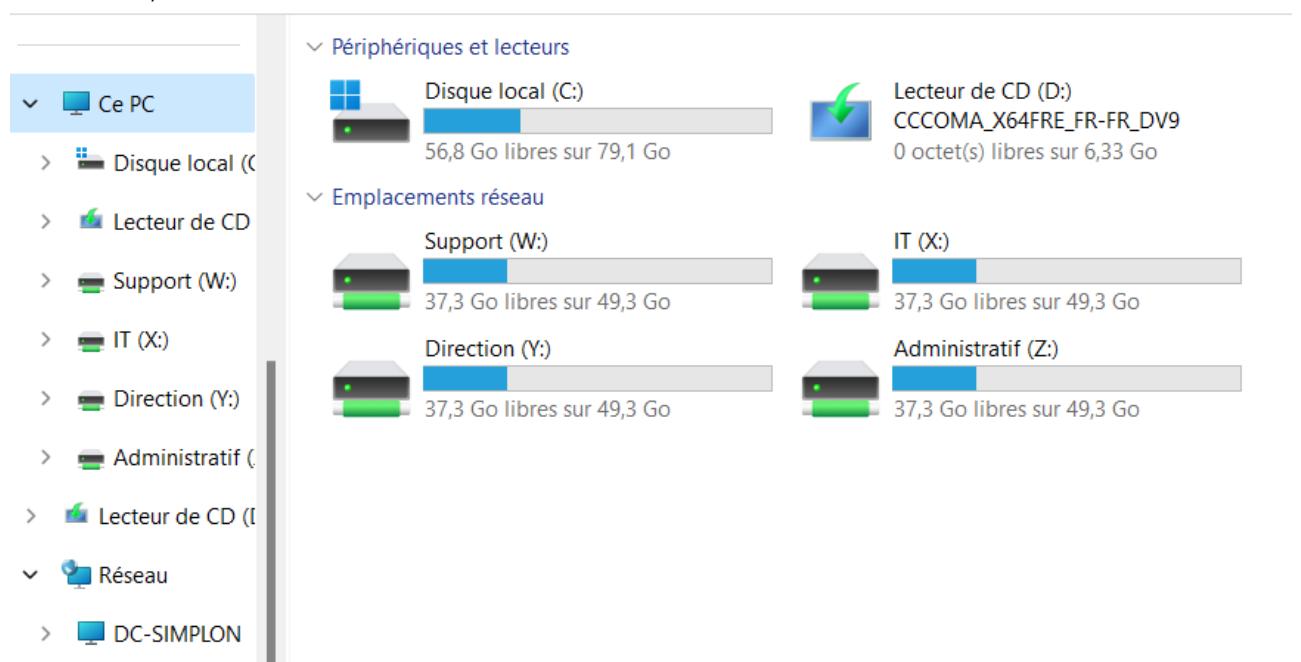 Ce PC
Disque local (C
Lecteur de CD
Support (W:)
IT (X:)
Direction (Y:)
Administratif (
Lecteur de CD (D
Réseau
DC-SIMPLON
Périphériques et lecteurs
Disque local (C:)
56,8 Go libres sur 79,1 Go
Lecteur de CD (D:)
CCCOMA_X64FRE_FR-FR_DV9
0 octet(s) libres sur 6,33 Go
Emplacements réseau
Support (W:)
37,3 Go libres sur 49,3 Go
IT (X:)
37,3 Go libres sur 49,3 Go
Direction (Y:)
37,3 Go libres sur 49,3 Go
Administratif (Z:)
37,3 Go libres sur 49,3 Go